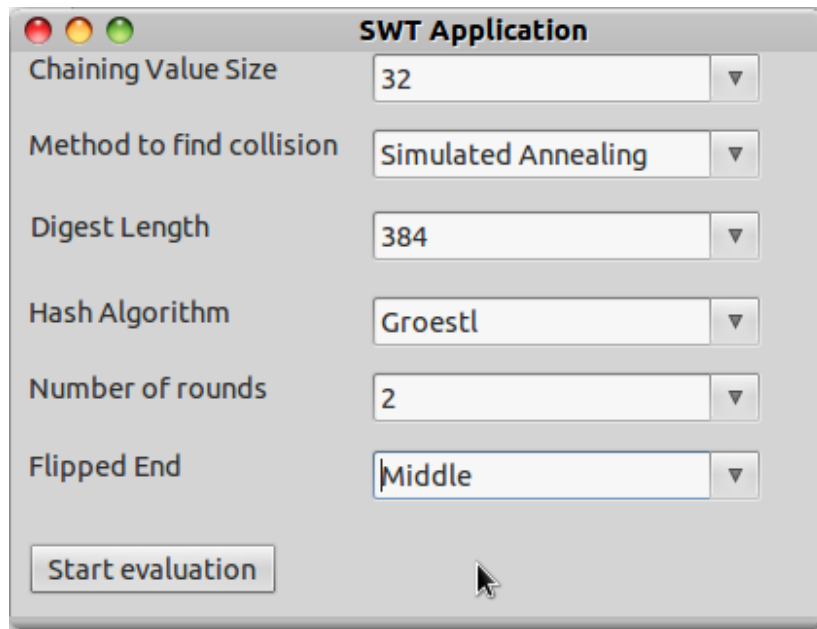 SWT Application
Chaining Value Size 32
Method to find collision Simulated Annealing
Digest Length 384
Hash Algorithm Groestl
Number of rounds 2
Flipped End Middle
Start evaluation